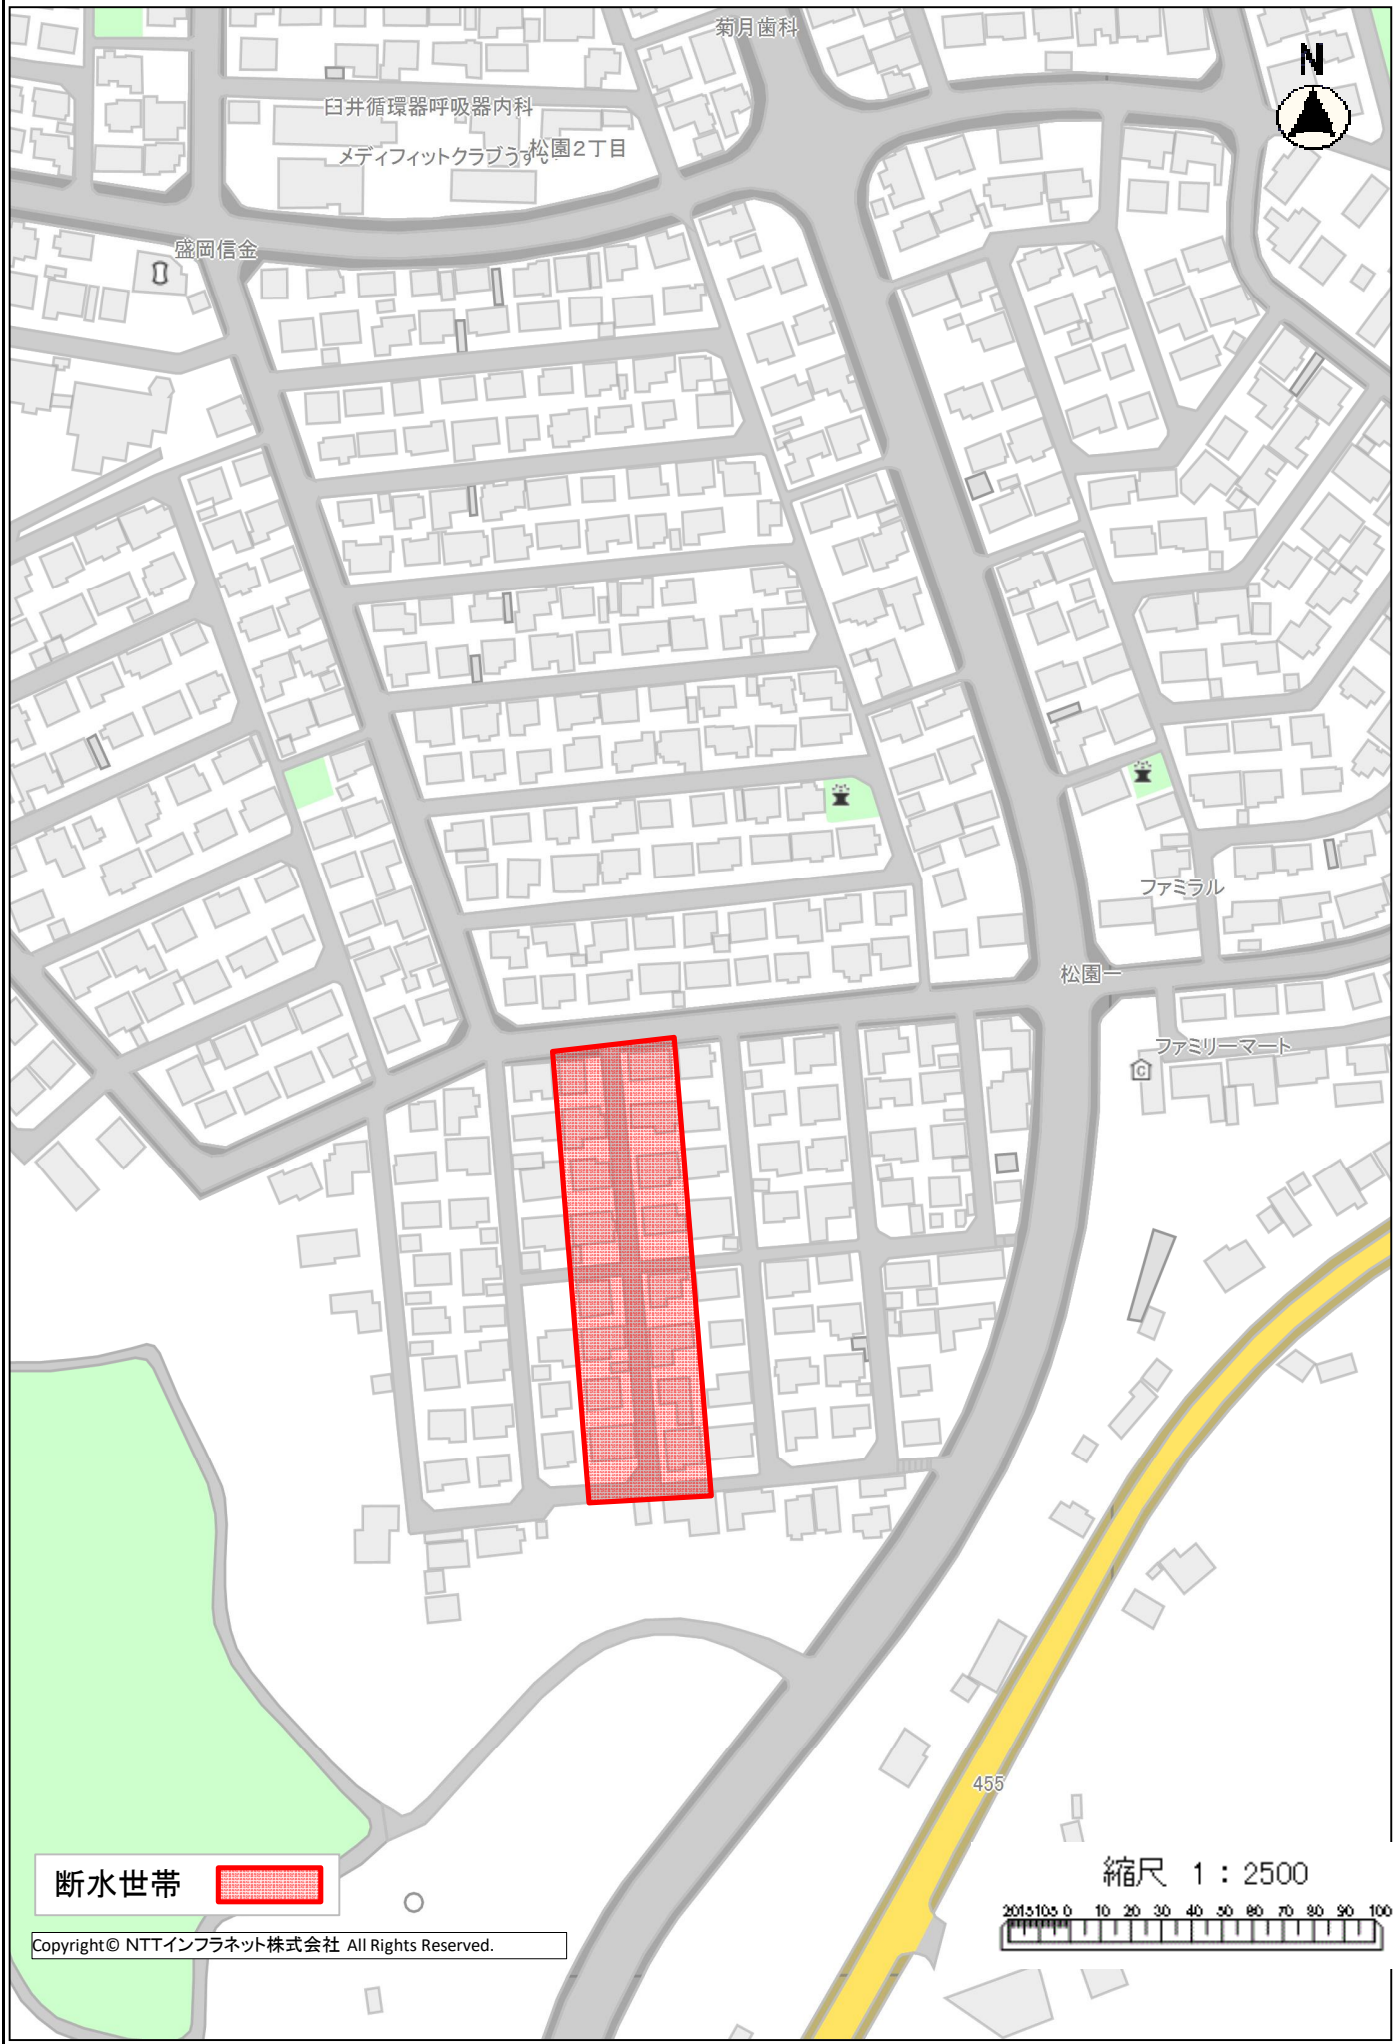 菊月歯科
N
臼井循環器呼吸器内科
メディフィットクラブうすい
松園2丁目
盛岡信金
ファミラル
松園一
ファミリーマート
C
455
断水世帯
縮尺 1:2500
20 15 10 5 0 10 20 30 40 50 60 70 80 90 100
Copyright© NTTインフラネット株式会社 All Rights Reserved.